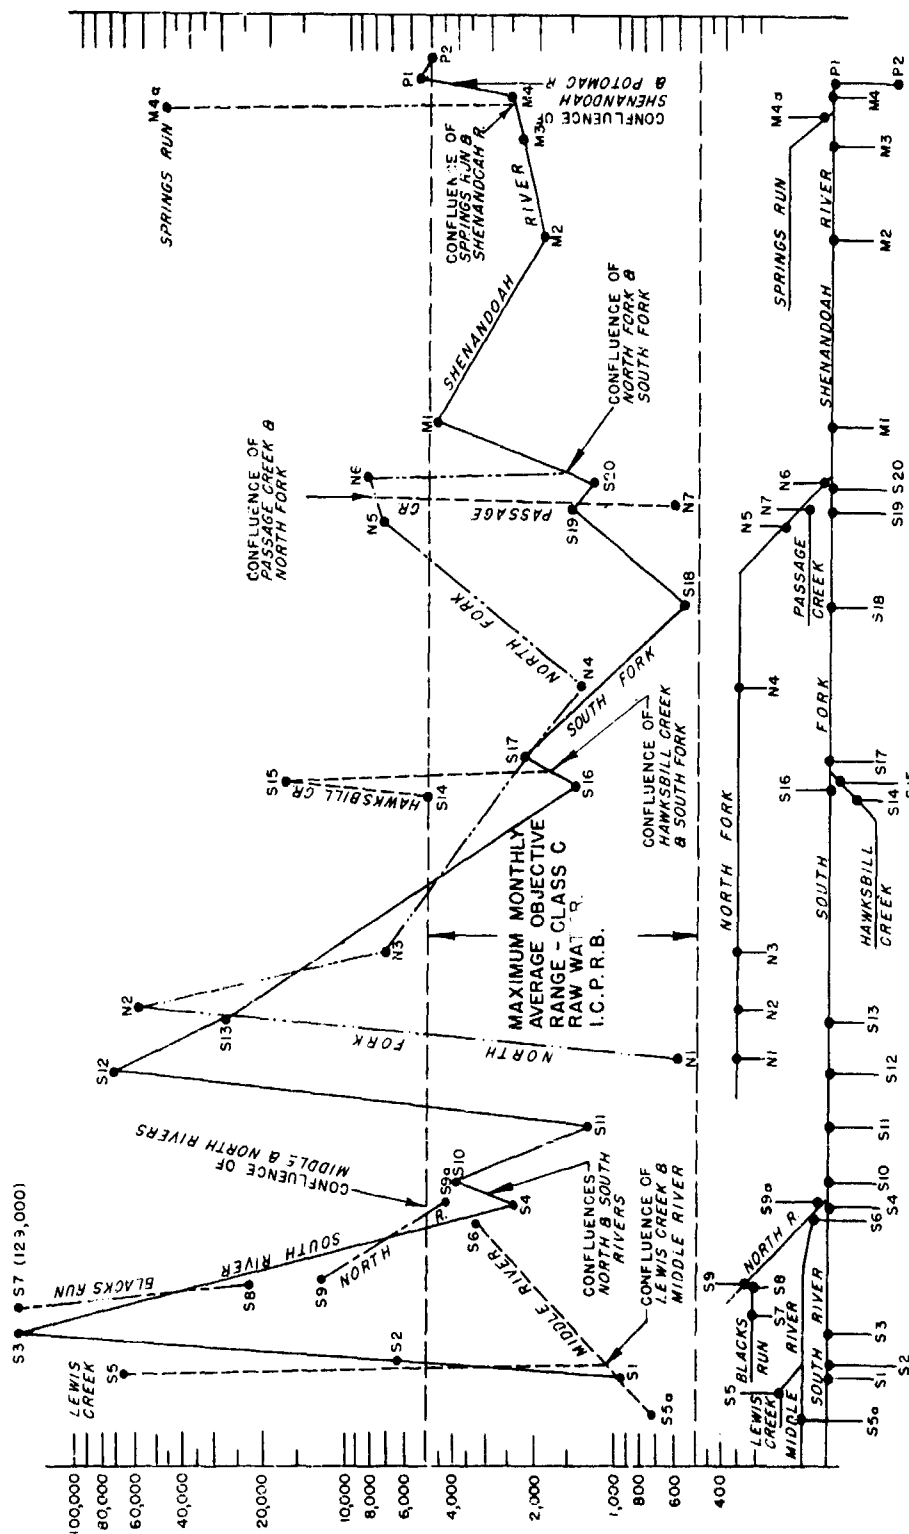 100,000
80,000
60,000
40,000
30,000
20,000
10,000
8,000
6,000
4,000
3,000
2,000
1,000
800
600
400
LEWIS
CREEK
S5
S3
S7 (129,000)
BLACKS RUN
S8
S2
S1
S5a
SOUTH RIVER
S9
NORTH R.
S9a
S10
S4
S6
MIDDLE RIVER
CONFLUENCE OF
MIDDLE & NORTH RIVERS
CONFLUENCES-
NORTH & SOUTH
RIVERS
CONFLUENCE OF
LEWIS CREEK &
MIDDLE RIVER
S11
S12
S13
N1
NORTH FORK
N2
N3
MAXIMUM MONTHLY
AVERAGE OBJECTIVE
RANGE - CLASS C
RAW WAT R.
I.C.P.R.B.
S14
S15
HAWKSBILL CR
S16
S17
CONFLUENCE OF
HAWKSBILL CREEK
& SOUTH FORK
SOUTH FORK
N4
NORTH FORK
N5
N6
S18
S19
S20
N7
PASSAGE CR
CONFLUENCE OF
PASSAGE CREEK &
NORTH FORK
CONFLUENCE OF
NORTH FORK &
SOUTH FORK
M1
SHENANDOAH RIVER
M2
M3
M4
CONFLUENCE OF
SPRINGS RUN &
SHENANDOAH R.
M4a
SPRINGS RUN
P1
P2
CONFLUENCE OF
SHENANDOAH
& POTOMAC R
S5
LEWIS
CREEK
S5a
MIDDLE RIVER
SOUTH RIVER
BLACKS
RUN
S7
S8
S9
NORTH R.
S9a
S1
S2
S3
S6
S4
S10
S11
S12
S13
N1
N2
N3
NORTH FORK
N4
N5
N7
N6
PASSAGE
CREEK
S16
S14
S15
S17
HAWKSBILL
CREEK
SOUTH FORK
S18
S19
S20
M1
SHENANDOAH RIVER
M2
M3
SPRINGS RUN
M4a
M4
P1
P2